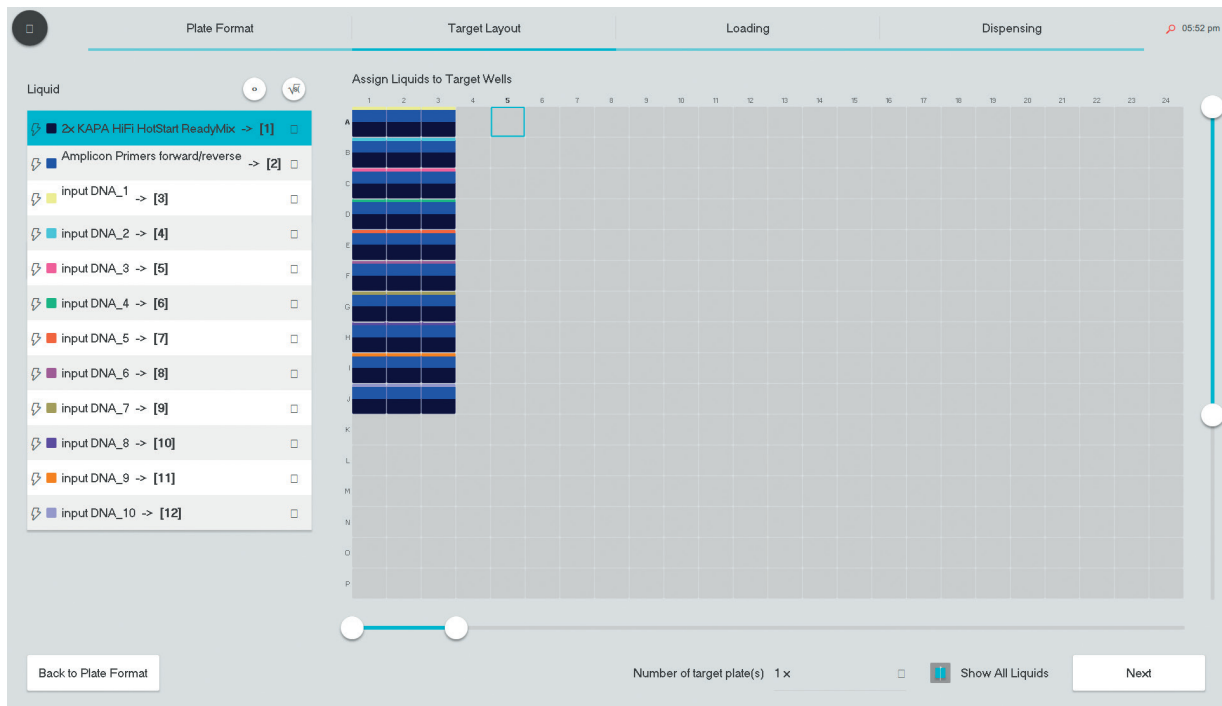 Plate Format
Target Layout
Loading
Dispensing
05:52 pm
Liquid
Assign Liquids to Target Wells
1 2 3 4 5 6 7 8 9 10 11 12 13 14 15 16 17 18 19 20 21 22 23 24
2x KAPA HiFi HotStart ReadyMix -> [1]
Amplicon Primers forward/reverse -> [2]
input DNA_1 -> [3]
input DNA_2 -> [4]
input DNA_3 -> [5]
input DNA_4 -> [6]
input DNA_5 -> [7]
input DNA_6 -> [8]
input DNA_7 -> [9]
input DNA_8 -> [10]
input DNA_9 -> [11]
input DNA_10 -> [12]
A
B
C
D
E
F
G
H
I
J
K
L
M
N
O
P
Back to Plate Format
Number of target plate(s) 1 x
Show All Liquids
Next